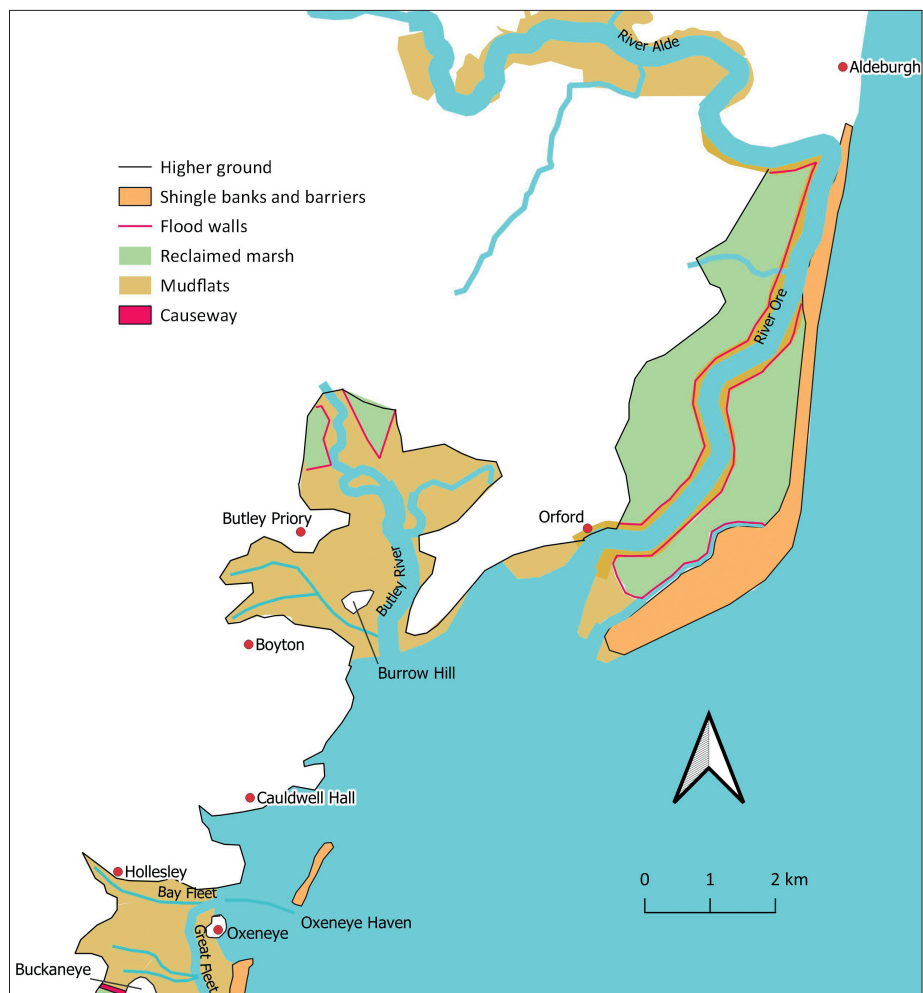 River Alde
Aldeburgh
Higher ground
Shingle banks and barriers
Flood walls
Reclaimed marsh
Mudflats
Causeway
River Ore
Butley Priory
Orford
Butley River
Boyton
Burrow Hill
Cauldwell Hall
Hollesley
0 1 2 km
Bay Fleet
Oxeneye Haven
Oxeneye
Great Fleet
Buckaneye